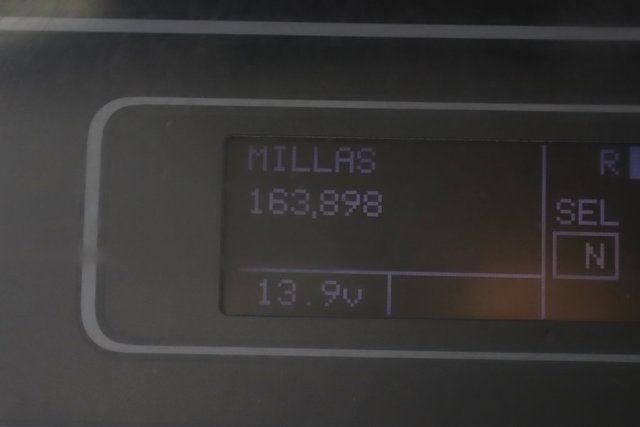 MILLAS
163,898
13.9v
R
SEL
N